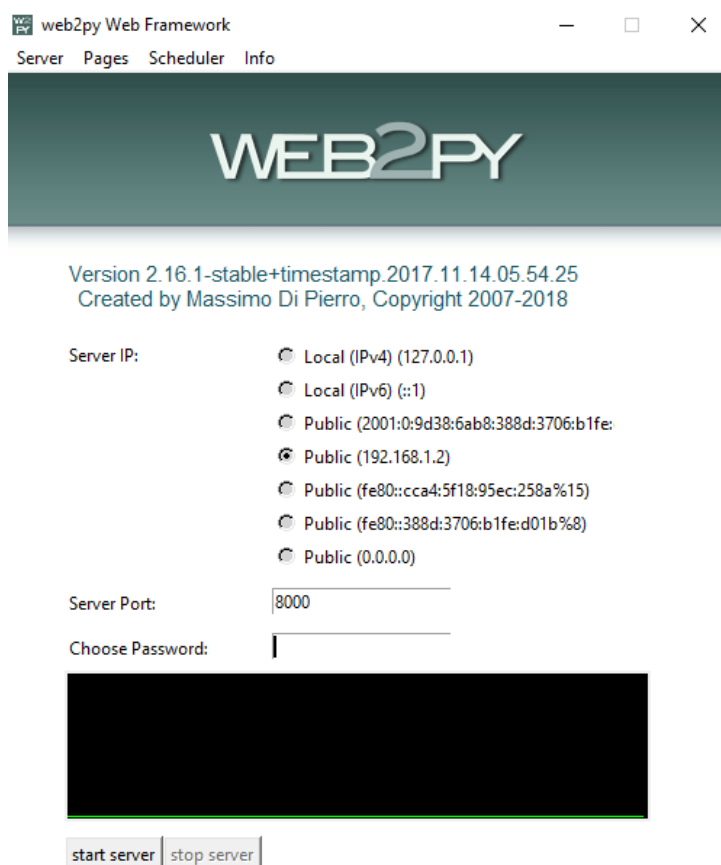 web2py Web Framework
Server Pages Scheduler Info
WEB2PY
Version 2.16.1-stable+timestamp.2017.11.14.05.54.25
Created by Massimo Di Pierro, Copyright 2007-2018
Server IP: Local (IPv4) (127.0.0.1)
Local (IPv6) (::1)
Public (2001:0:9d38:6ab8:388d:3706:b1fe:
Public (192.168.1.2)
Public (fe80::cca4:5f18:95ec:258a%15)
Public (fe80::388d:3706:b1fe:d01b%8)
Public (0.0.0.0)
Server Port: 8000
Choose Password:
start server stop server